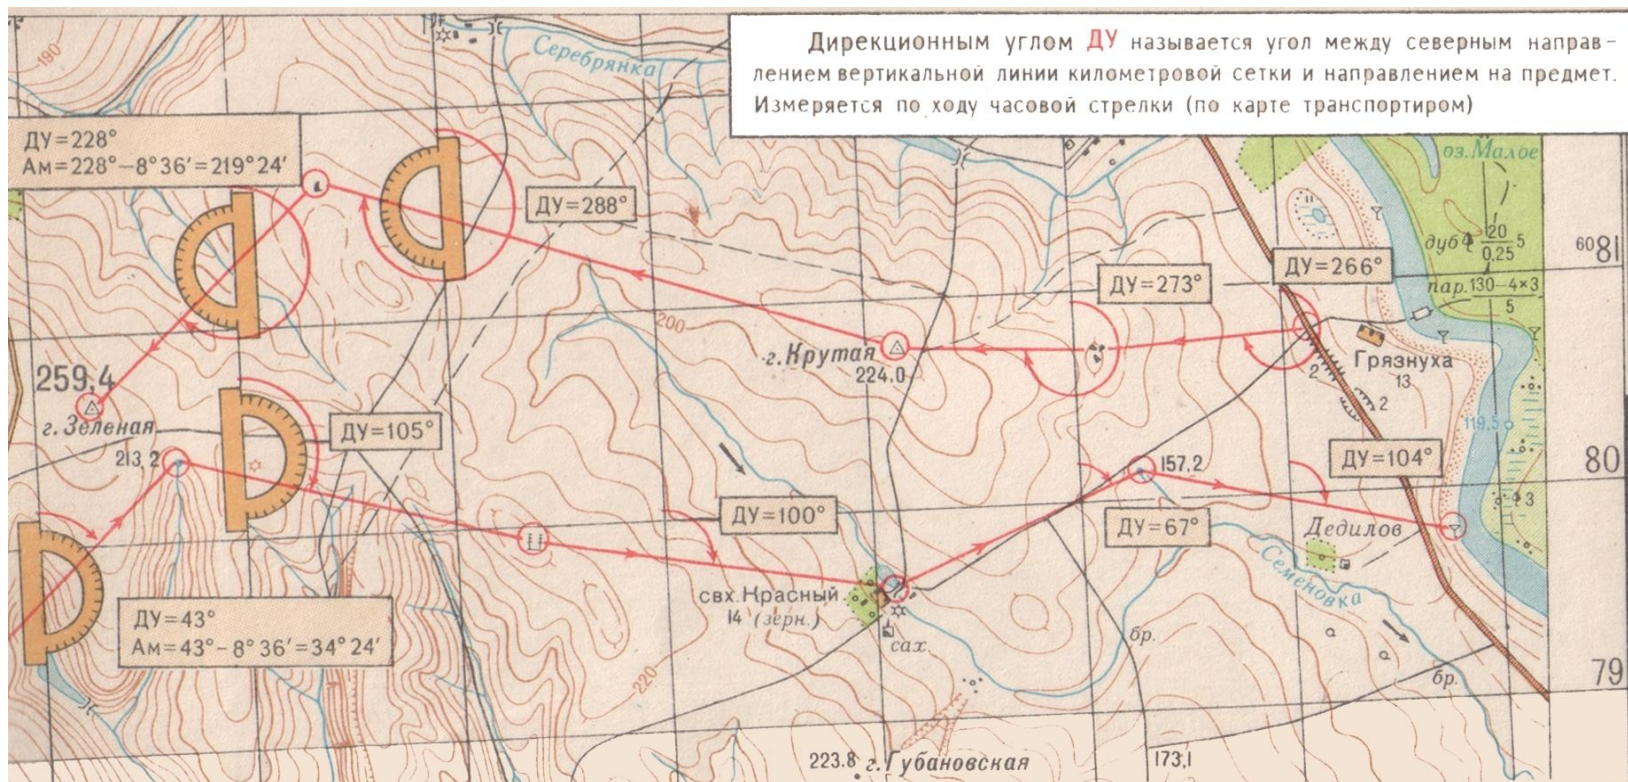 Дирекционным углом ДУ называется угол между северным направ-
лением вертикальной линии километровой сетки и направлением на предмет.
Измеряется по ходу часовой стрелки (по карте транспортиром)
190
Серебрянка
ДУ=228°
Ам=228°-8°36′=219°24′
ДУ=288°
оз.Малое
дуб 20
0,25 5
пар. 130-4×3
5
6081
ДУ=266°
ДУ=273°
200
г.Крутая
224.0
Грязнуха
13
2
2
259,4
г.Зеленая
213,2
ДУ=105°
119,5
80
157,2
ДУ=104°
3
ДУ=100°
ДУ=67°
Дедилов
Семеновка
свх.Красный
14 (зерн.)
сах.
бр.
бр.
ДУ=43°
Ам=43°-8°36′=34°24′
220
79
223.8 г.Губановская
173,1